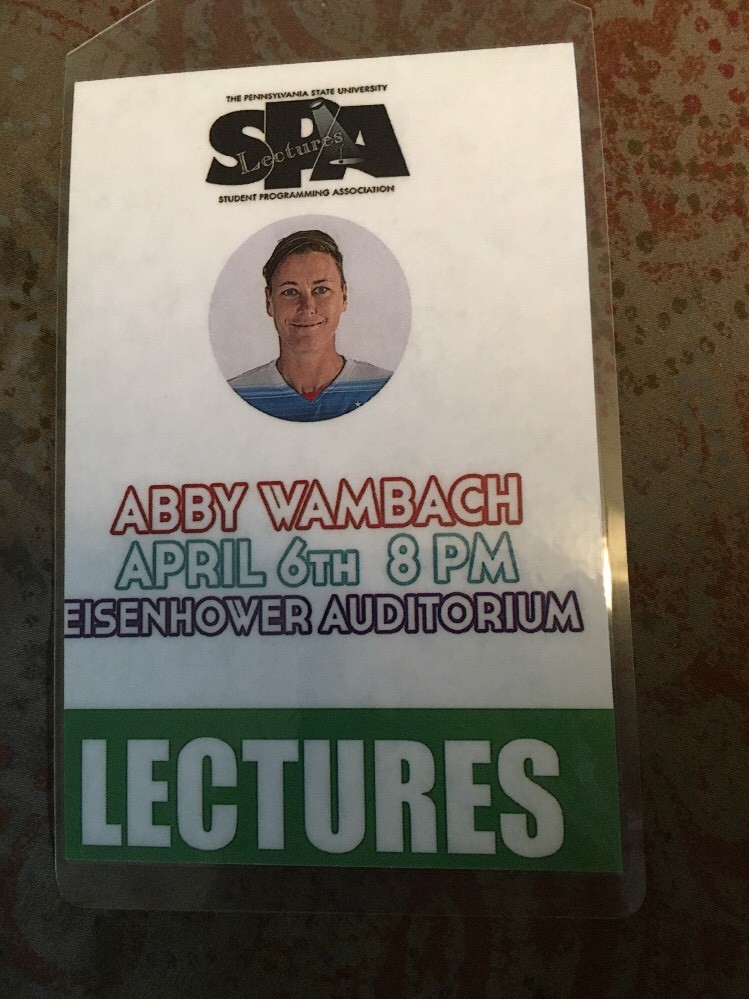 THE PENNSYLVANIA STATE UNIVERSITY
SPA
Lectures
STUDENT PROGRAMMING ASSOCIATION
ABBY WAMBACH
APRIL 6TH 8 PM
EISENHOWER AUDITORIUM
LECTURES